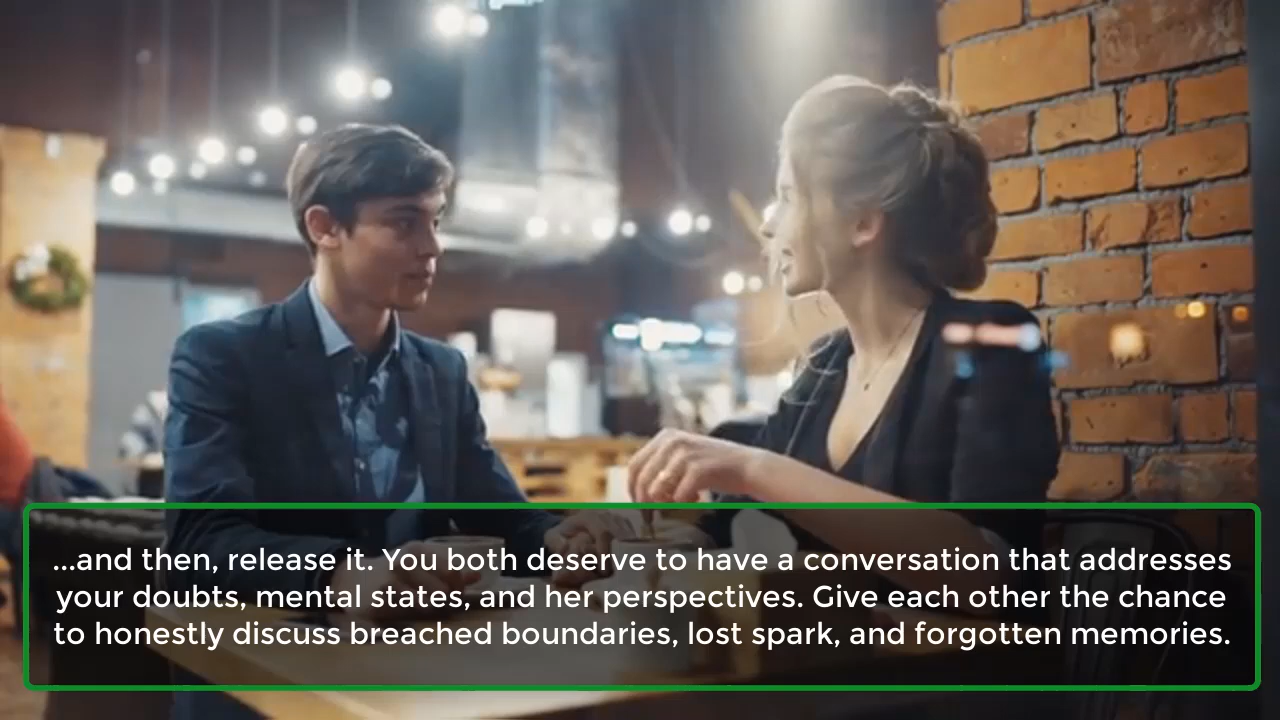 ...and then, release it. You both deserve to have a conversation that addresses
your doubts, mental states, and her perspectives. Give each other the chance
to honestly discuss breached boundaries, lost spark, and forgotten memories.